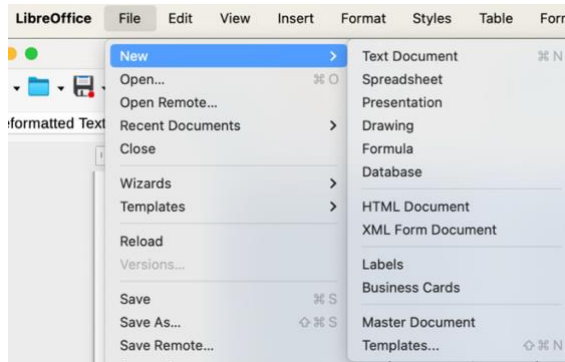 LibreOffice File Edit View Insert Format Styles Table Forr
New
Open... ⌘ O
Open Remote...
Recent Documents
Close
Wizards
Templates
Reload
Versions...
Save ⌘ S
Save As... ⇧ ⌘ S
Save Remote...
Text Document ⌘ N
Spreadsheet
Presentation
Drawing
Formula
Database
HTML Document
XML Form Document
Labels
Business Cards
Master Document
Templates... ⇧ ⌘ N
eformatted Text